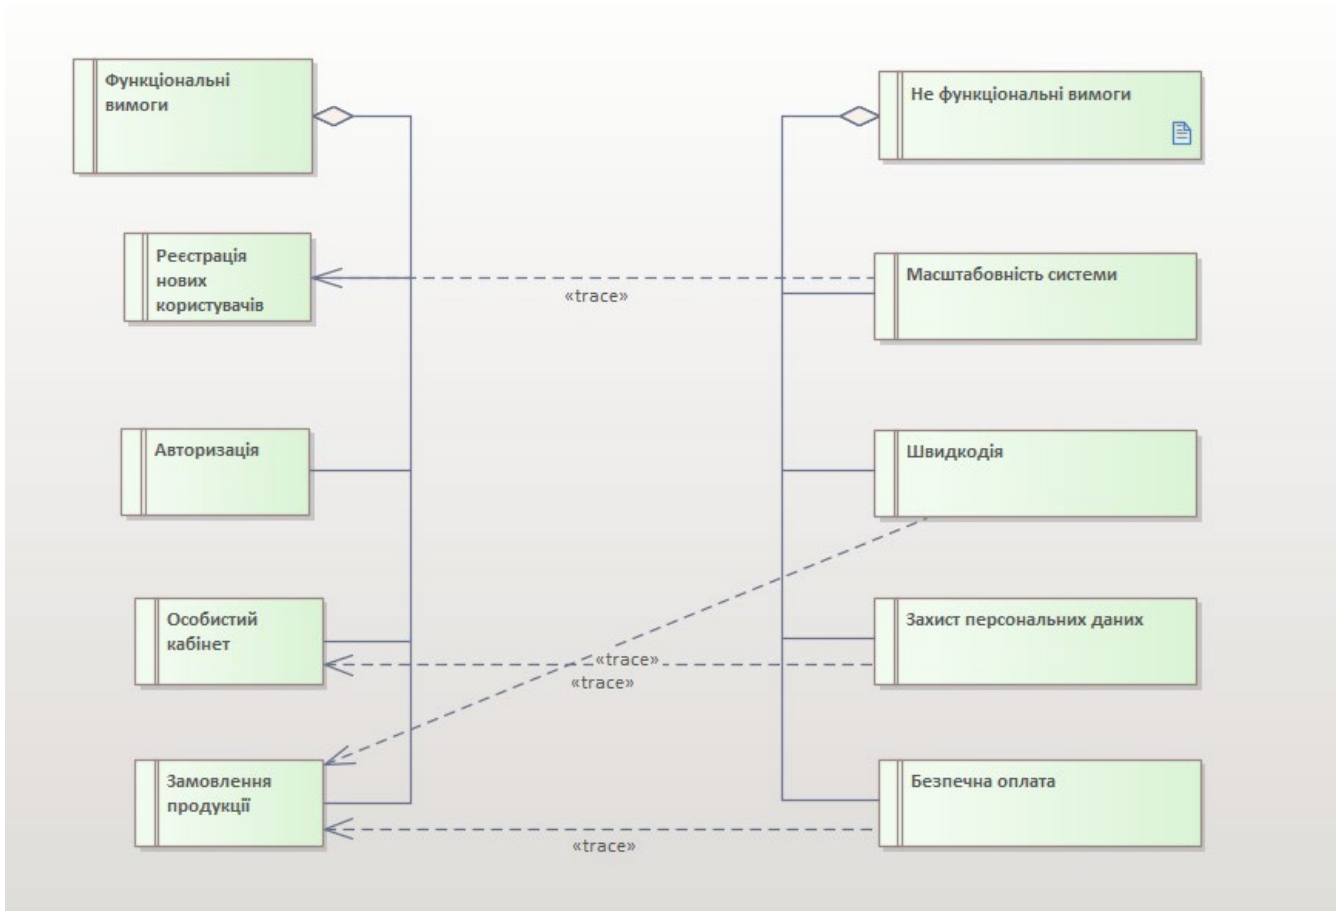 Функціональні
вимоги
Не функціональні вимоги
Реєстрація
нових
користувачів
Масштабовність системи
«trace»
Авторизація
Швидкодія
Особистий
кабінет
Захист персональних даних
«trace»
«trace»
Замовлення
продукції
Безпечна оплата
«trace»